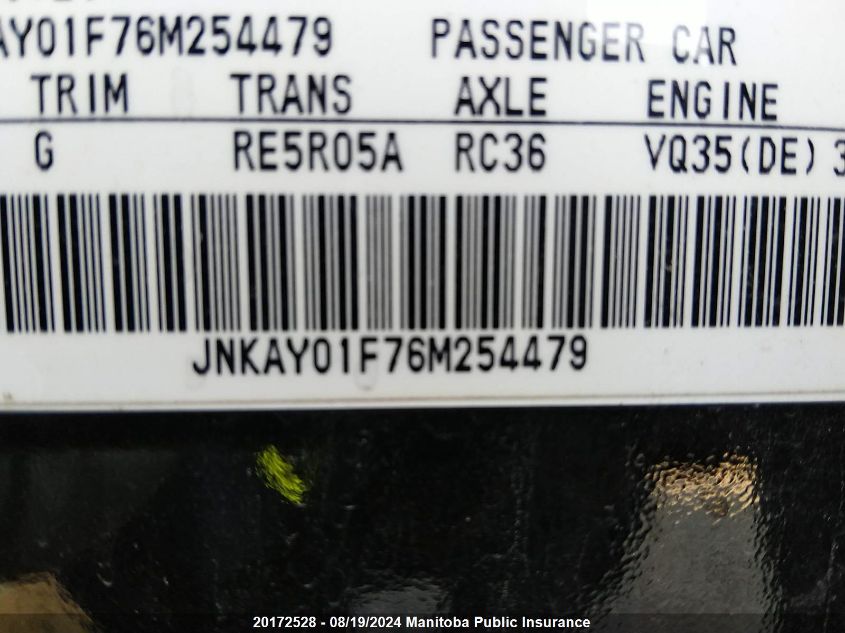 AY01F76M254479 PASSENGER CAR
TRIM TRANS AXLE ENGINE
G RE5R05A RC36 VQ35(DE) 3
JNKAY01F76M254479
20172528 - 08/19/2024 Manitoba Public Insurance